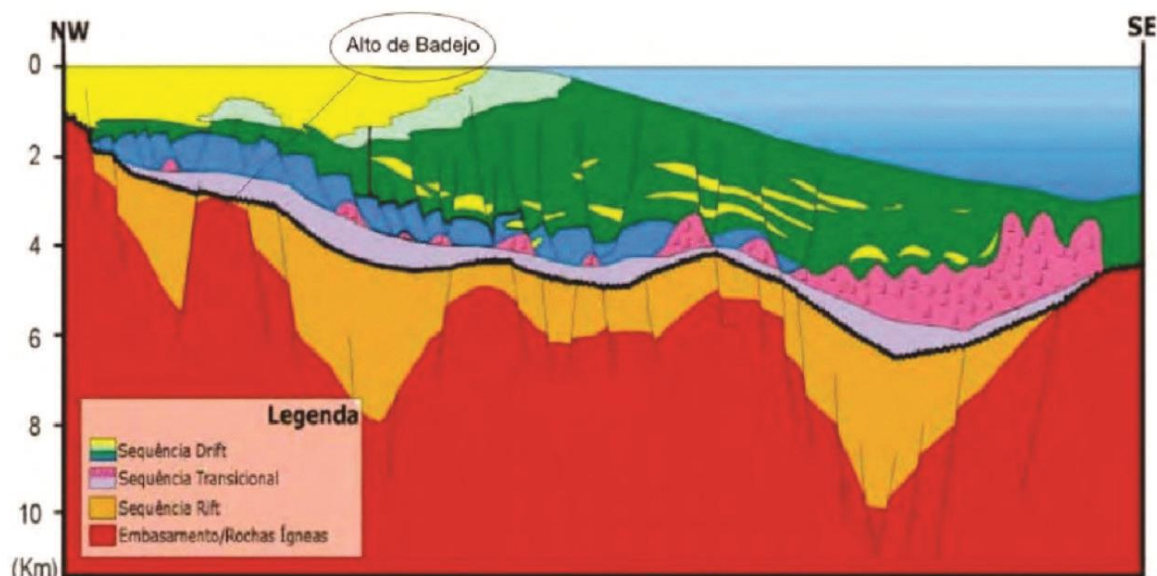 NW
SE
Alto de Badejo
0
2
4
6
8
10
(Km)
Legenda
Sequência Drift
Sequência Transicional
Sequência Rift
Embasamento/Rochas Ígneas